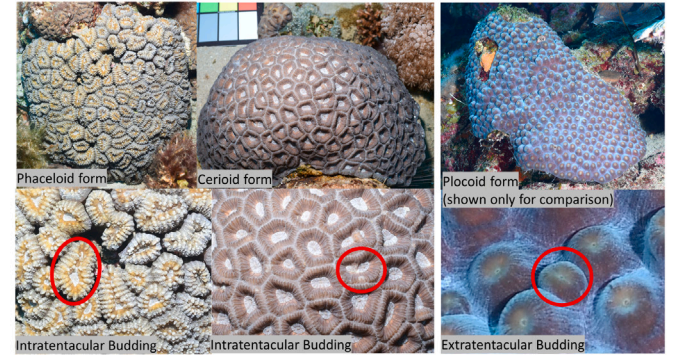 Phaceloid form
Cerioid form
Plocoid form
(shown only for comparison)
Intratentacular Budding
Intratentacular Budding
Extratentacular Budding